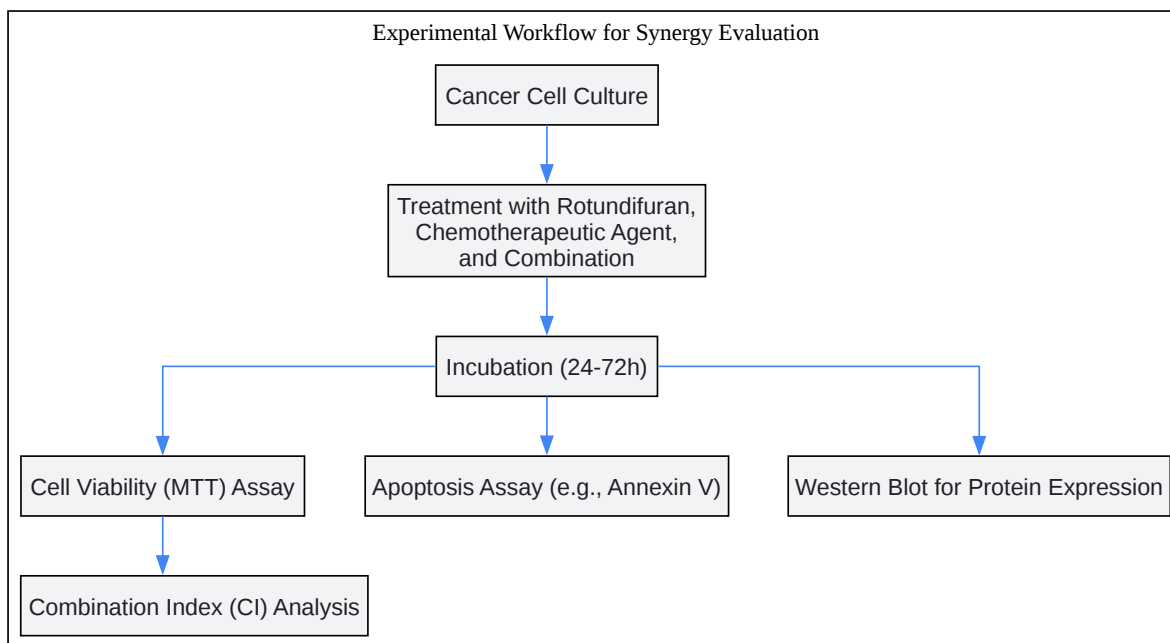 Experimental Workflow for Synergy Evaluation
Cancer Cell Culture
Treatment with Rotundifuran,
Chemotherapeutic Agent,
and Combination
Incubation (24-72h)
Cell Viability (MTT) Assay
Apoptosis Assay (e.g., Annexin V)
Western Blot for Protein Expression
Combination Index (CI) Analysis